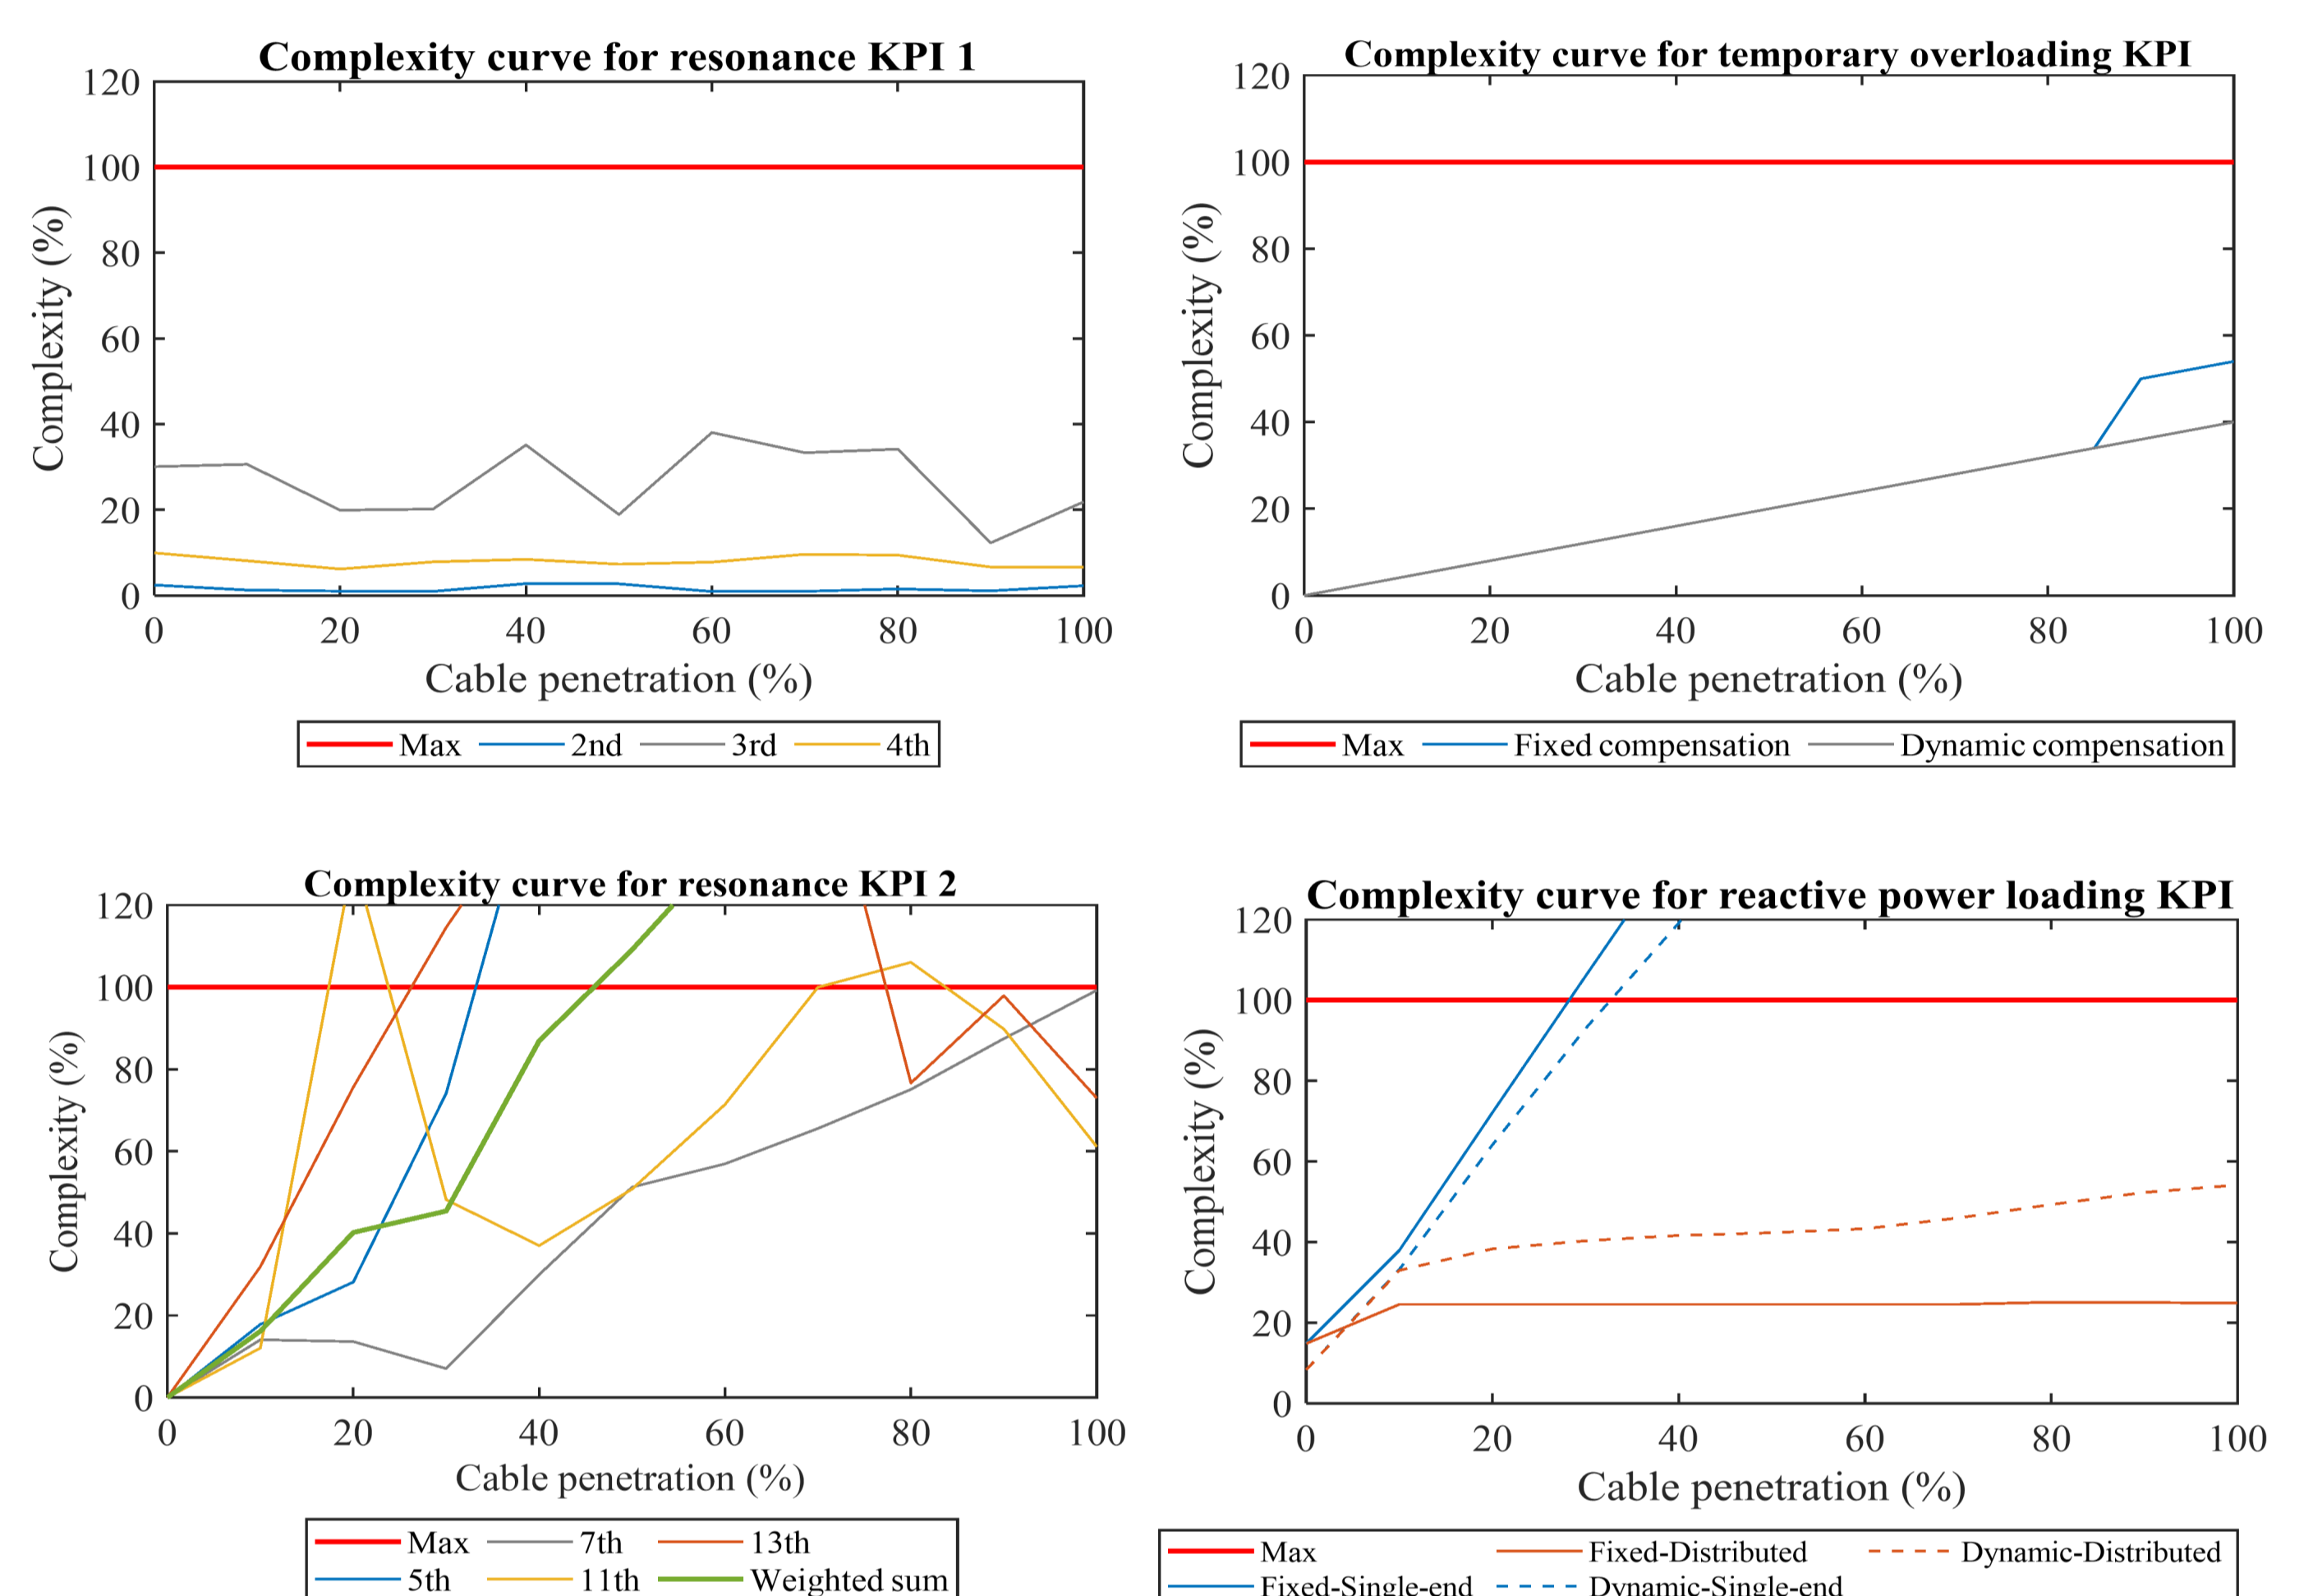 Complexity curve for resonance KPI 1
120
100
80
60
40
20
0
Complexity (%)
0 20 40 60 80 100
Cable penetration (%)
Max 2nd 3rd 4th
Complexity curve for temporary overloading KPI
120
100
80
60
40
20
0
Complexity (%)
0 20 40 60 80 100
Cable penetration (%)
Max Fixed compensation Dynamic compensation
Complexity curve for resonance KPI 2
120
100
80
60
40
20
0
Complexity (%)
0 20 40 60 80 100
Cable penetration (%)
Max 7th 13th
5th 11th Weighted sum
Complexity curve for reactive power loading KPI
120
100
80
60
40
20
0
Complexity (%)
0 20 40 60 80 100
Cable penetration (%)
Max Fixed-Distributed Dynamic-Distributed
Fixed-Single-end Dynamic-Single-end